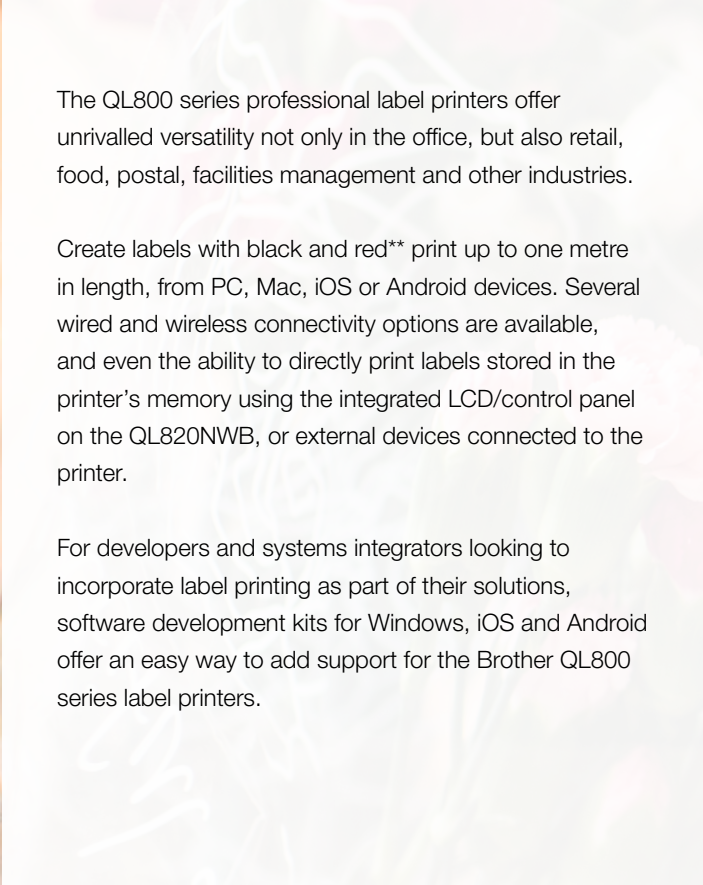 The QL800 series professional label printers offer
unrivalled versatility not only in the office, but also retail,
food, postal, facilities management and other industries.
Create labels with black and red** print up to one metre
in length, from PC, Mac, iOS or Android devices. Several
wired and wireless connectivity options are available,
and even the ability to directly print labels stored in the
printer’s memory using the integrated LCD/control panel
on the QL820NWB, or external devices connected to the
printer.
For developers and systems integrators looking to
incorporate label printing as part of their solutions,
software development kits for Windows, iOS and Android
offer an easy way to add support for the Brother QL800
series label printers.